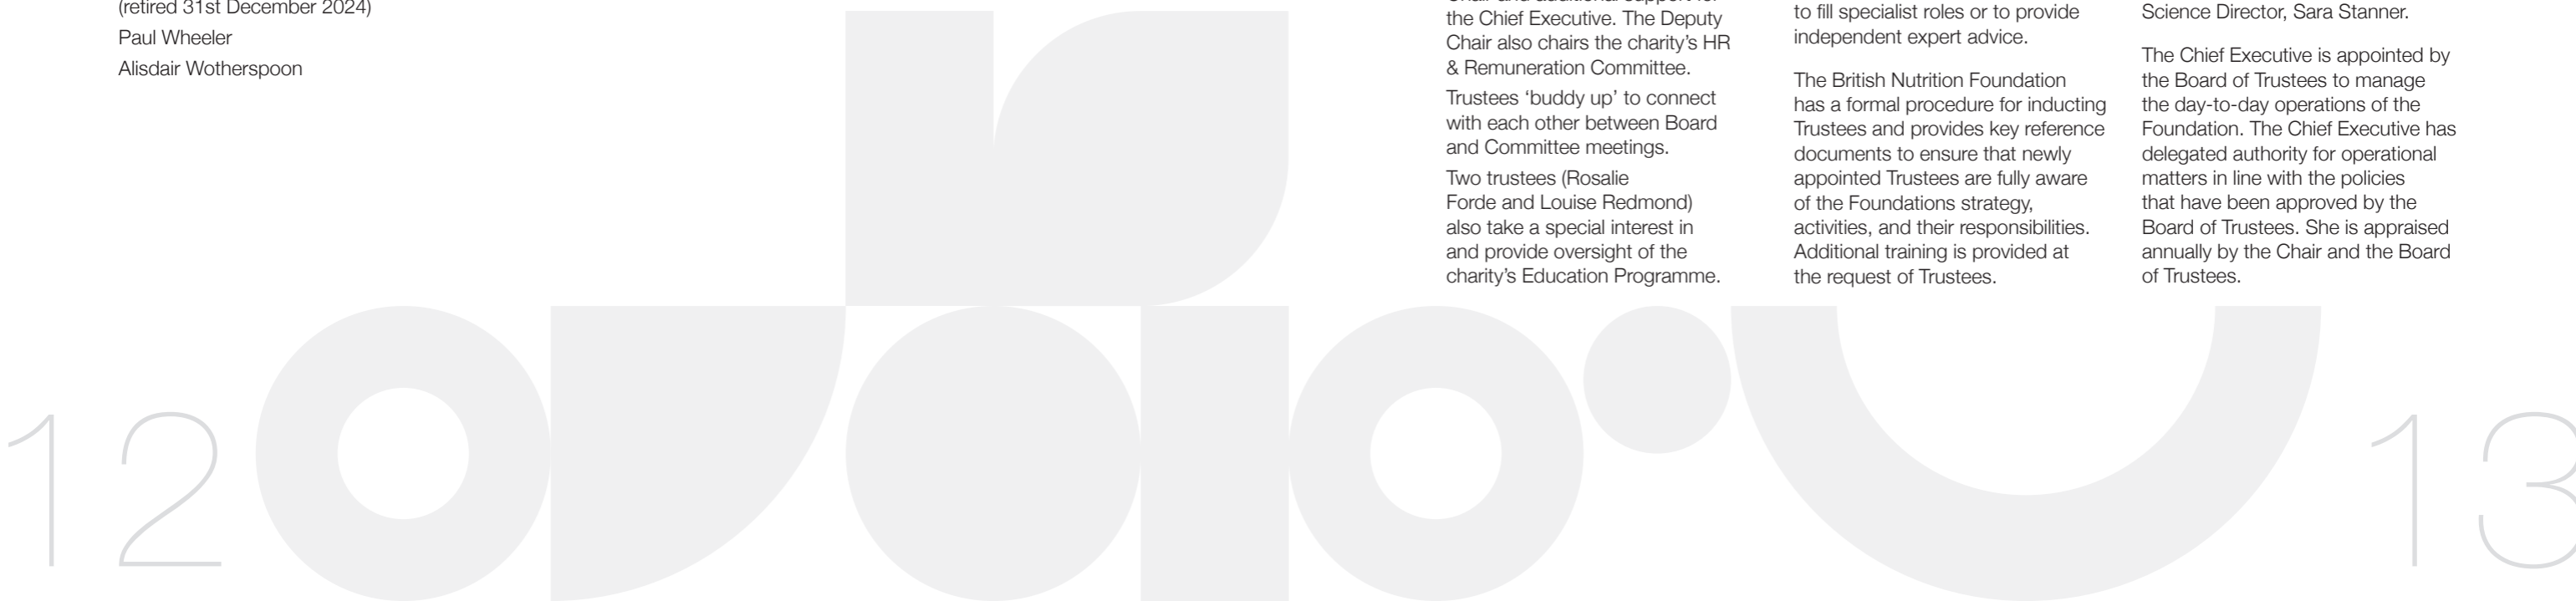 (retired 31st December 2024)
Paul Wheeler
Alisdair Wotherspoon
the Chief Executive. The Deputy
Chair also chairs the charity’s HR
& Remuneration Committee.
Trustees ‘buddy up’ to connect
with each other between Board
and Committee meetings.
Two trustees (Rosalie
Forde and Louise Redmond)
also take a special interest in
and provide oversight of the
charity’s Education Programme.
to fill specialist roles or to provide
independent expert advice.
The British Nutrition Foundation
has a formal procedure for inducting
Trustees and provides key reference
documents to ensure that newly
appointed Trustees are fully aware
of the Foundations strategy,
activities, and their responsibilities.
Additional training is provided at
the request of Trustees.
Science Director, Sara Stanner.
The Chief Executive is appointed by
the Board of Trustees to manage
the day-to-day operations of the
Foundation. The Chief Executive has
delegated authority for operational
matters in line with the policies
that have been approved by the
Board of Trustees. She is appraised
annually by the Chair and the Board
of Trustees.
12
13